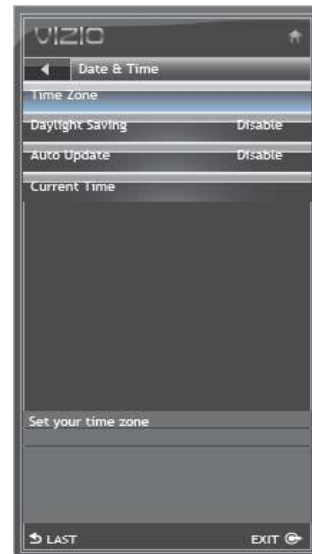 VIZIO
Date & Time
Time Zone
Daylight Saving Disable
Auto Update Disable
Current Time
Set your time zone
LAST EXIT